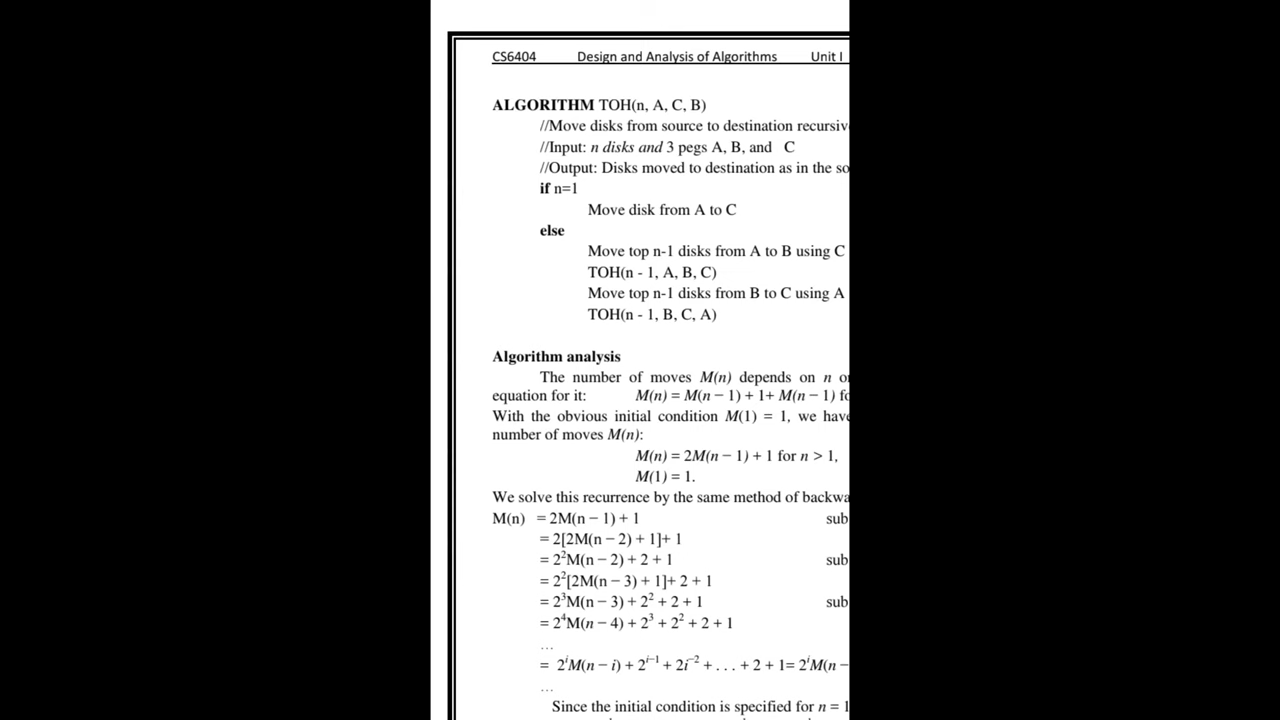 CS6404 Design and Analysis of Algorithms Unit I
ALGORITHM TOH(n, A, C, B)
//Move disks from source to destination recursiv
//Input: n disks and 3 pegs A, B, and C
//Output: Disks moved to destination as in the so
if n=1
Move disk from A to C
else
Move top n-1 disks from A to B using C
TOH(n - 1, A, B, C)
Move top n-1 disks from B to C using A
TOH(n - 1, B, C, A)
Algorithm analysis
The number of moves M(n) depends on n o
equation for it: M(n) = M(n − 1) + 1+ M(n − 1) fo
With the obvious initial condition M(1) = 1, we have
number of moves M(n):
M(n) = 2M(n − 1) + 1 for n > 1,
M(1) = 1.
We solve this recurrence by the same method of backwa
M(n) = 2M(n − 1) + 1 sub
= 2[2M(n − 2) + 1]+ 1
= 2²M(n − 2) + 2 + 1 sub
= 2²[2M(n − 3) + 1]+ 2 + 1
= 2³M(n − 3) + 2² + 2 + 1 sub
= 2⁴M(n − 4) + 2³ + 2² + 2 + 1
…
= 2ⁱM(n − i) + 2ⁱ⁻¹ + 2i⁻² + . . . + 2 + 1= 2ⁱM(n −
…
Since the initial condition is specified for n = 1